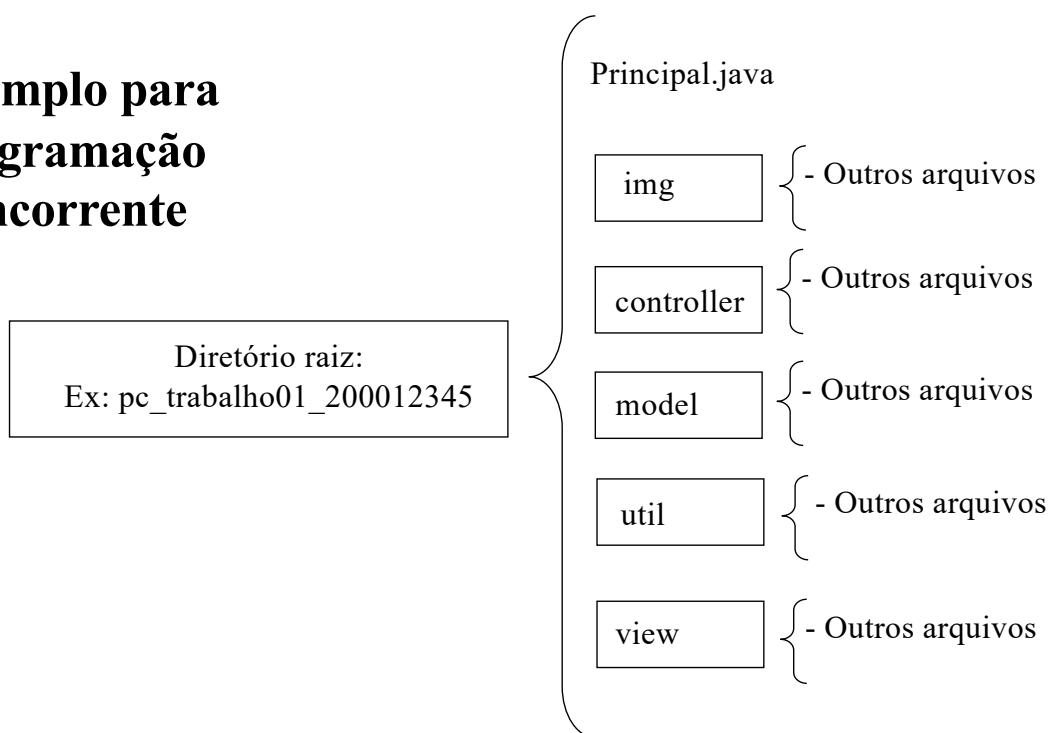 mplo para
gramação
ncorrente
Diretório raiz:
Ex: pc_trabalho01_200012345
Principal.java
img
- Outros arquivos
controller
- Outros arquivos
model
- Outros arquivos
util
- Outros arquivos
view
- Outros arquivos